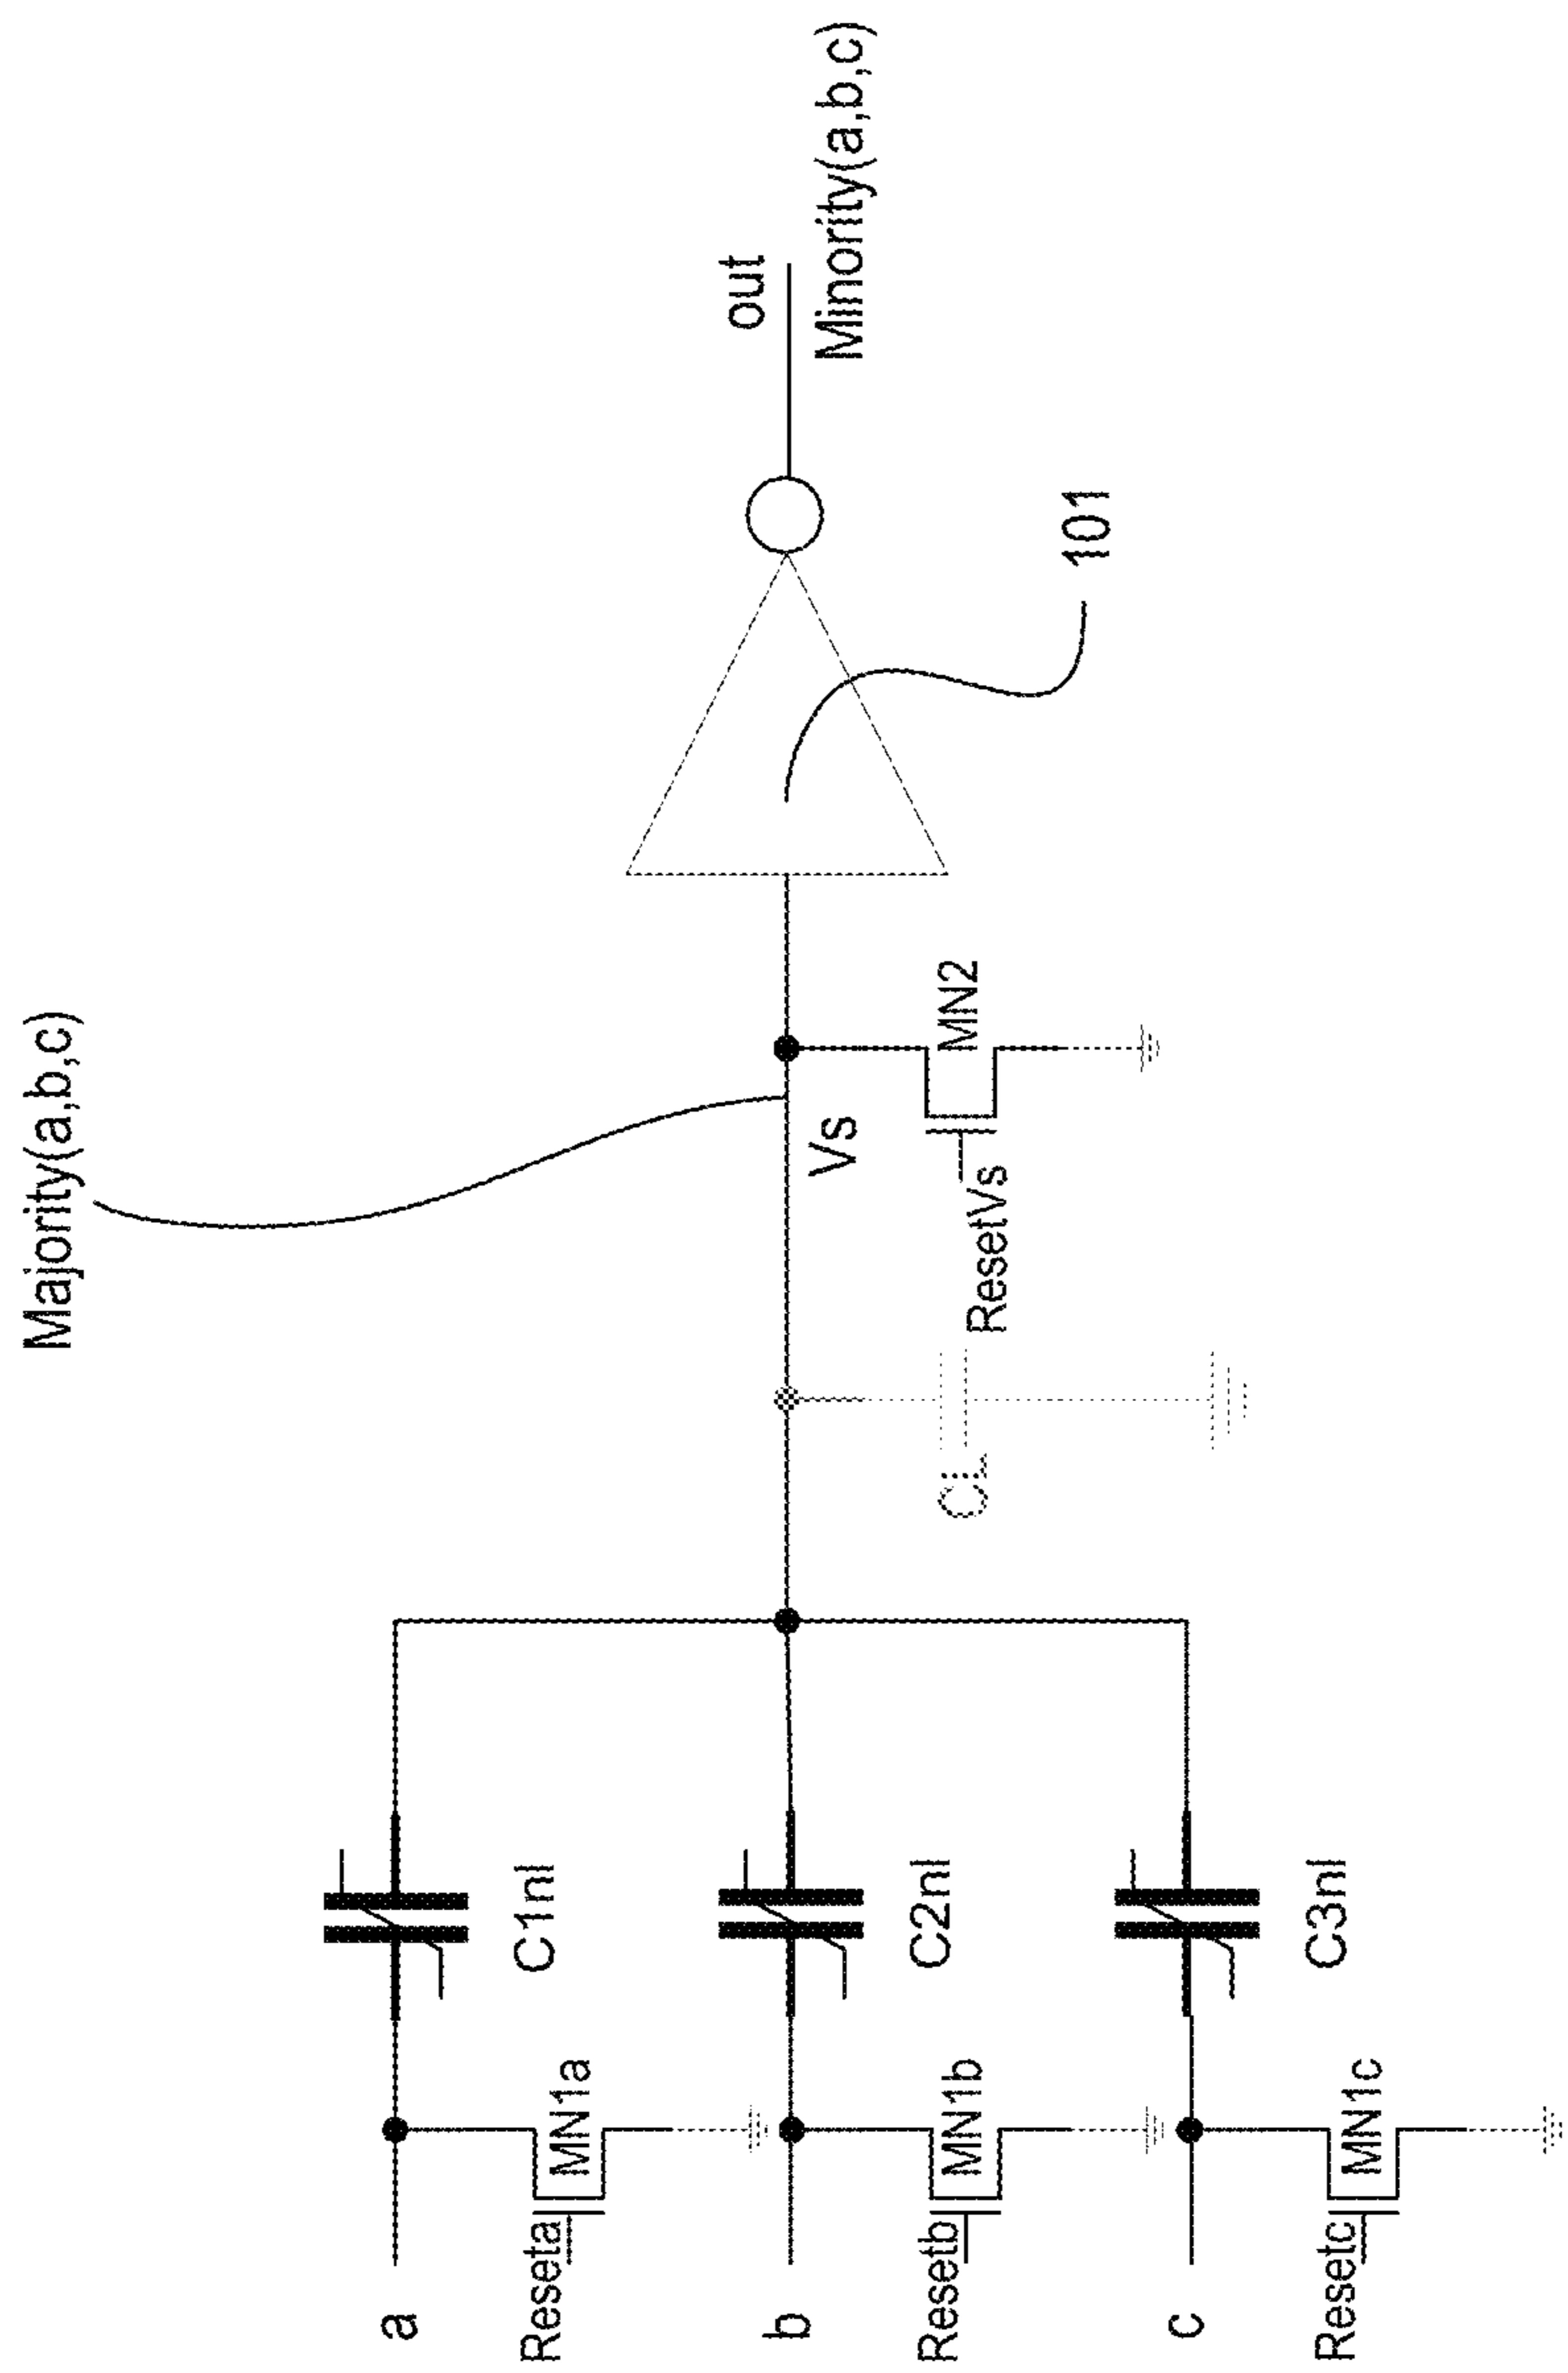 Majority(a,b,c)
a
Reseta
MN1a
C1nl
b
Resetb
MN1b
C2nl
c
Resetc
MN1c
C3nl
CL
Vs
ResetVs
MN2
101
out
Minority(a,b,c)